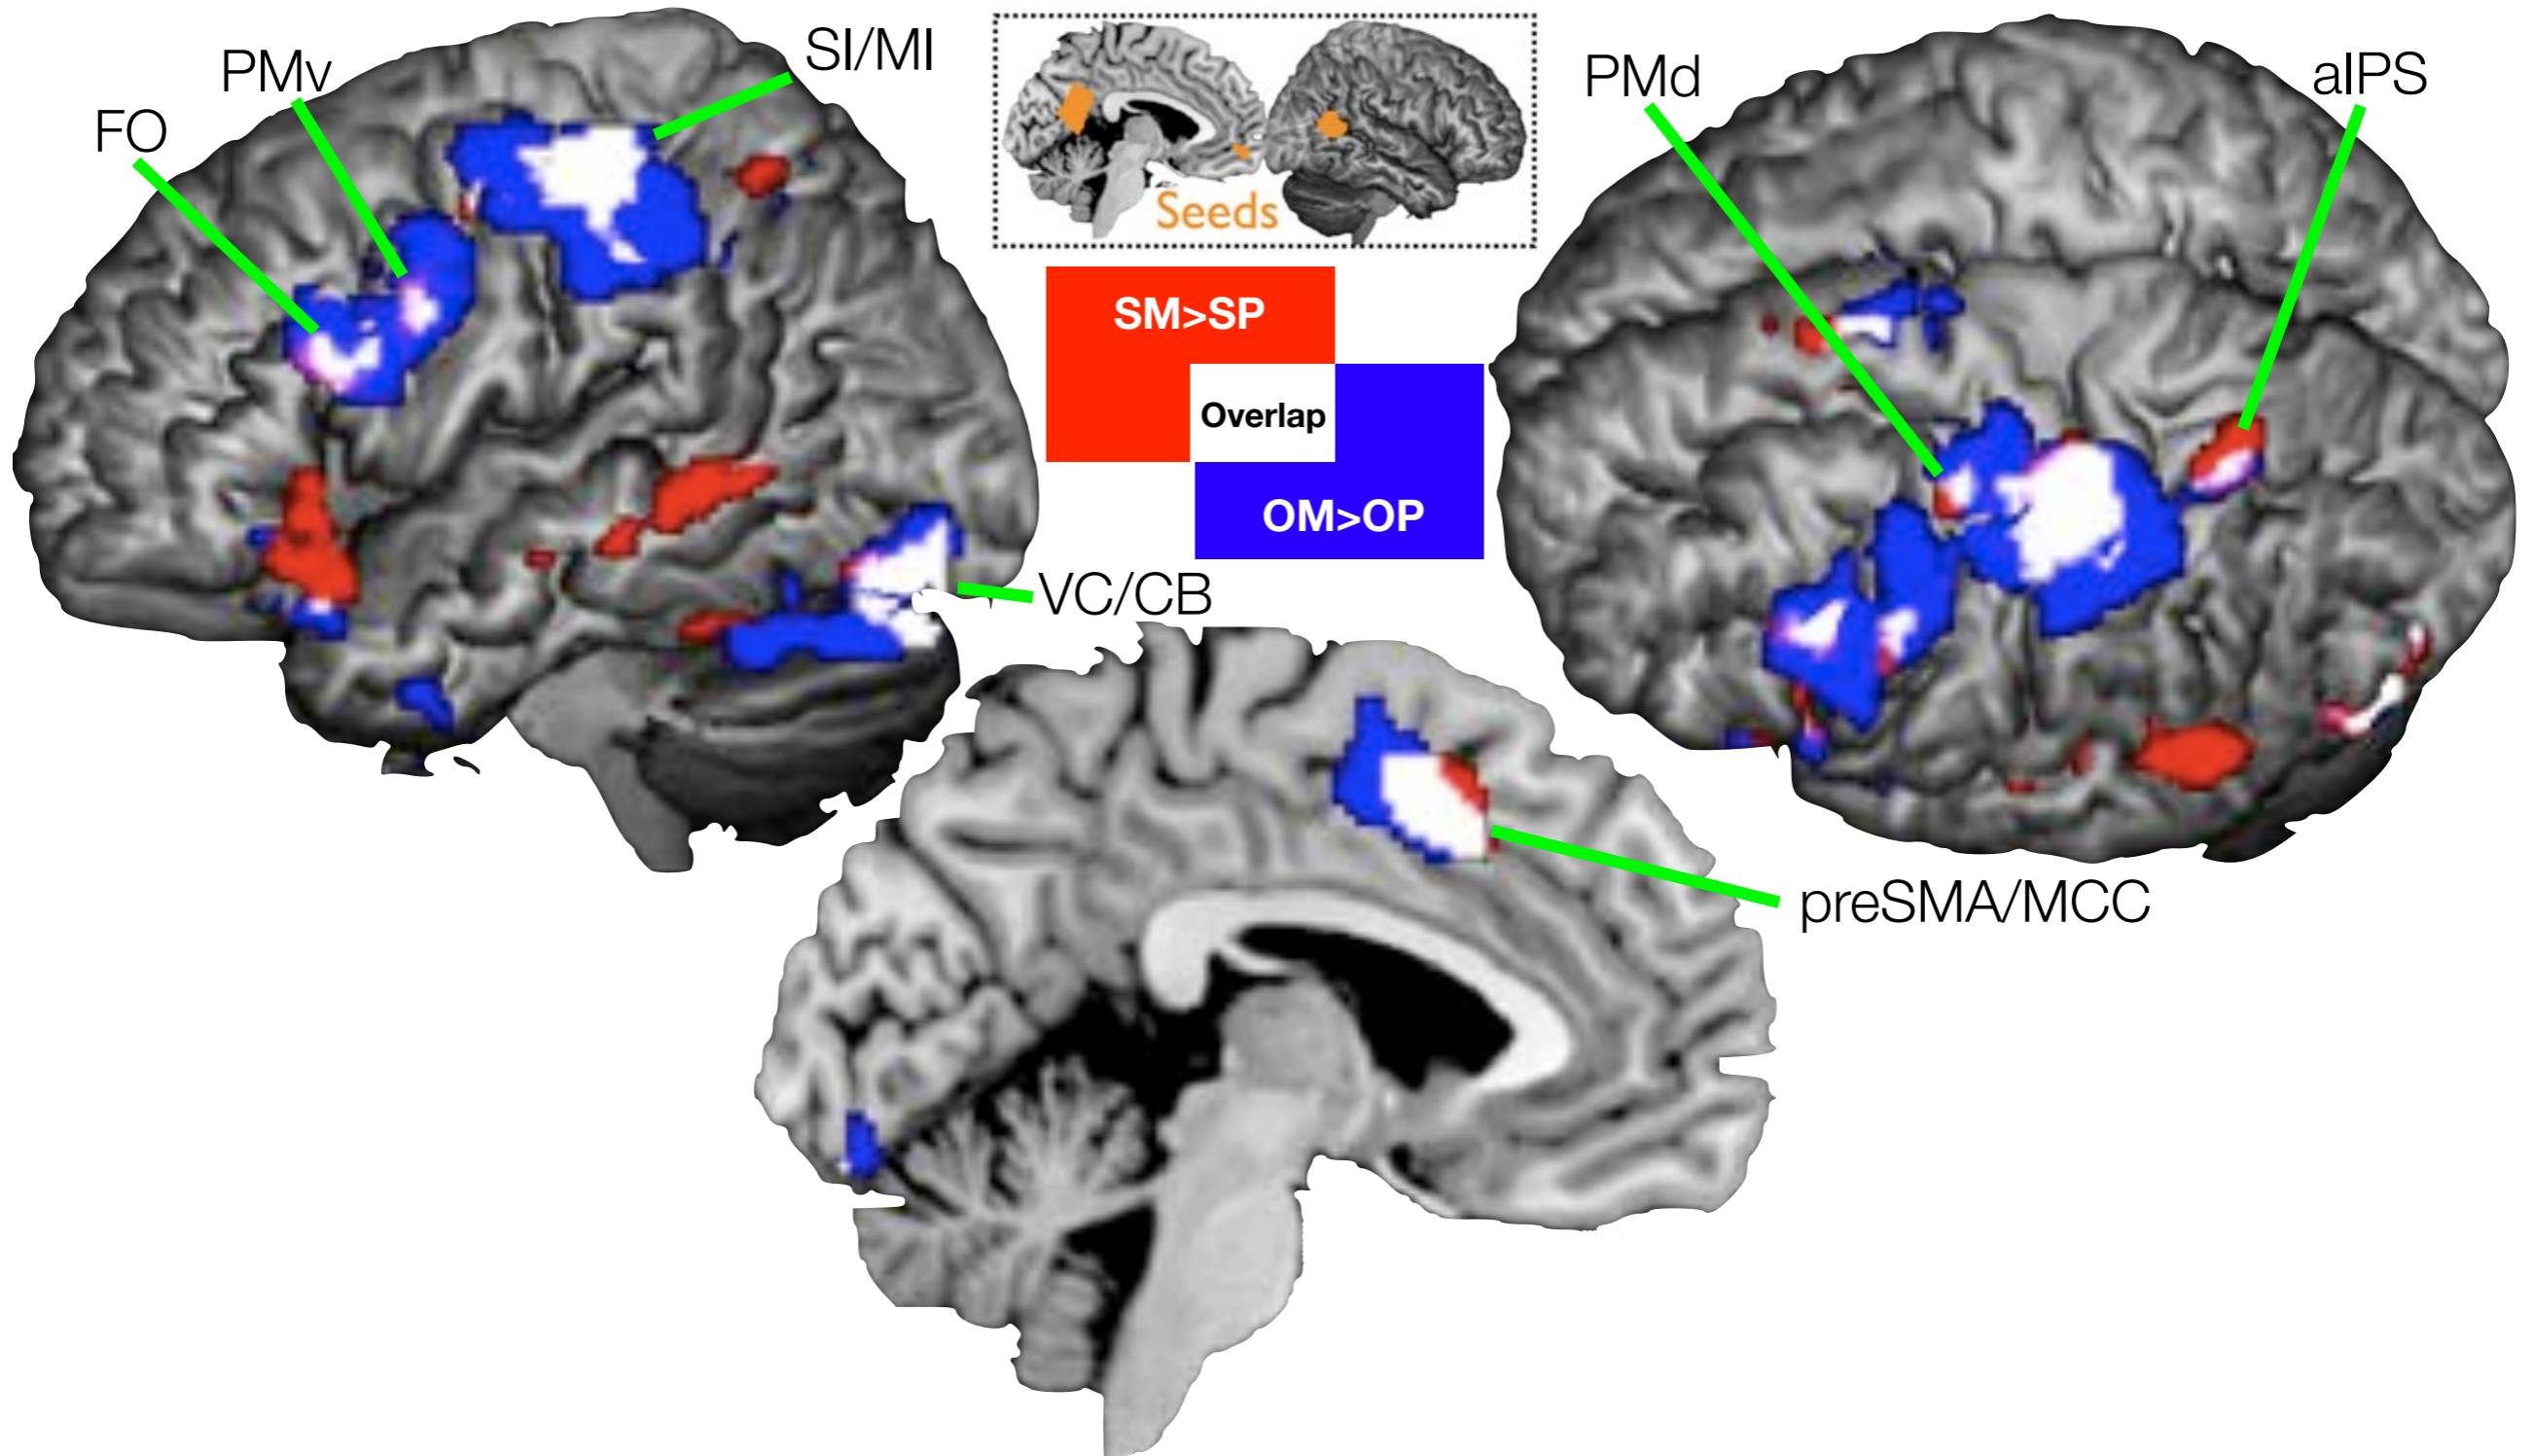 FO
PMv
SI/MI
Seeds
PMd
aIPS
SM>SP
Overlap
OM>OP
VC/CB
preSMA/MCC